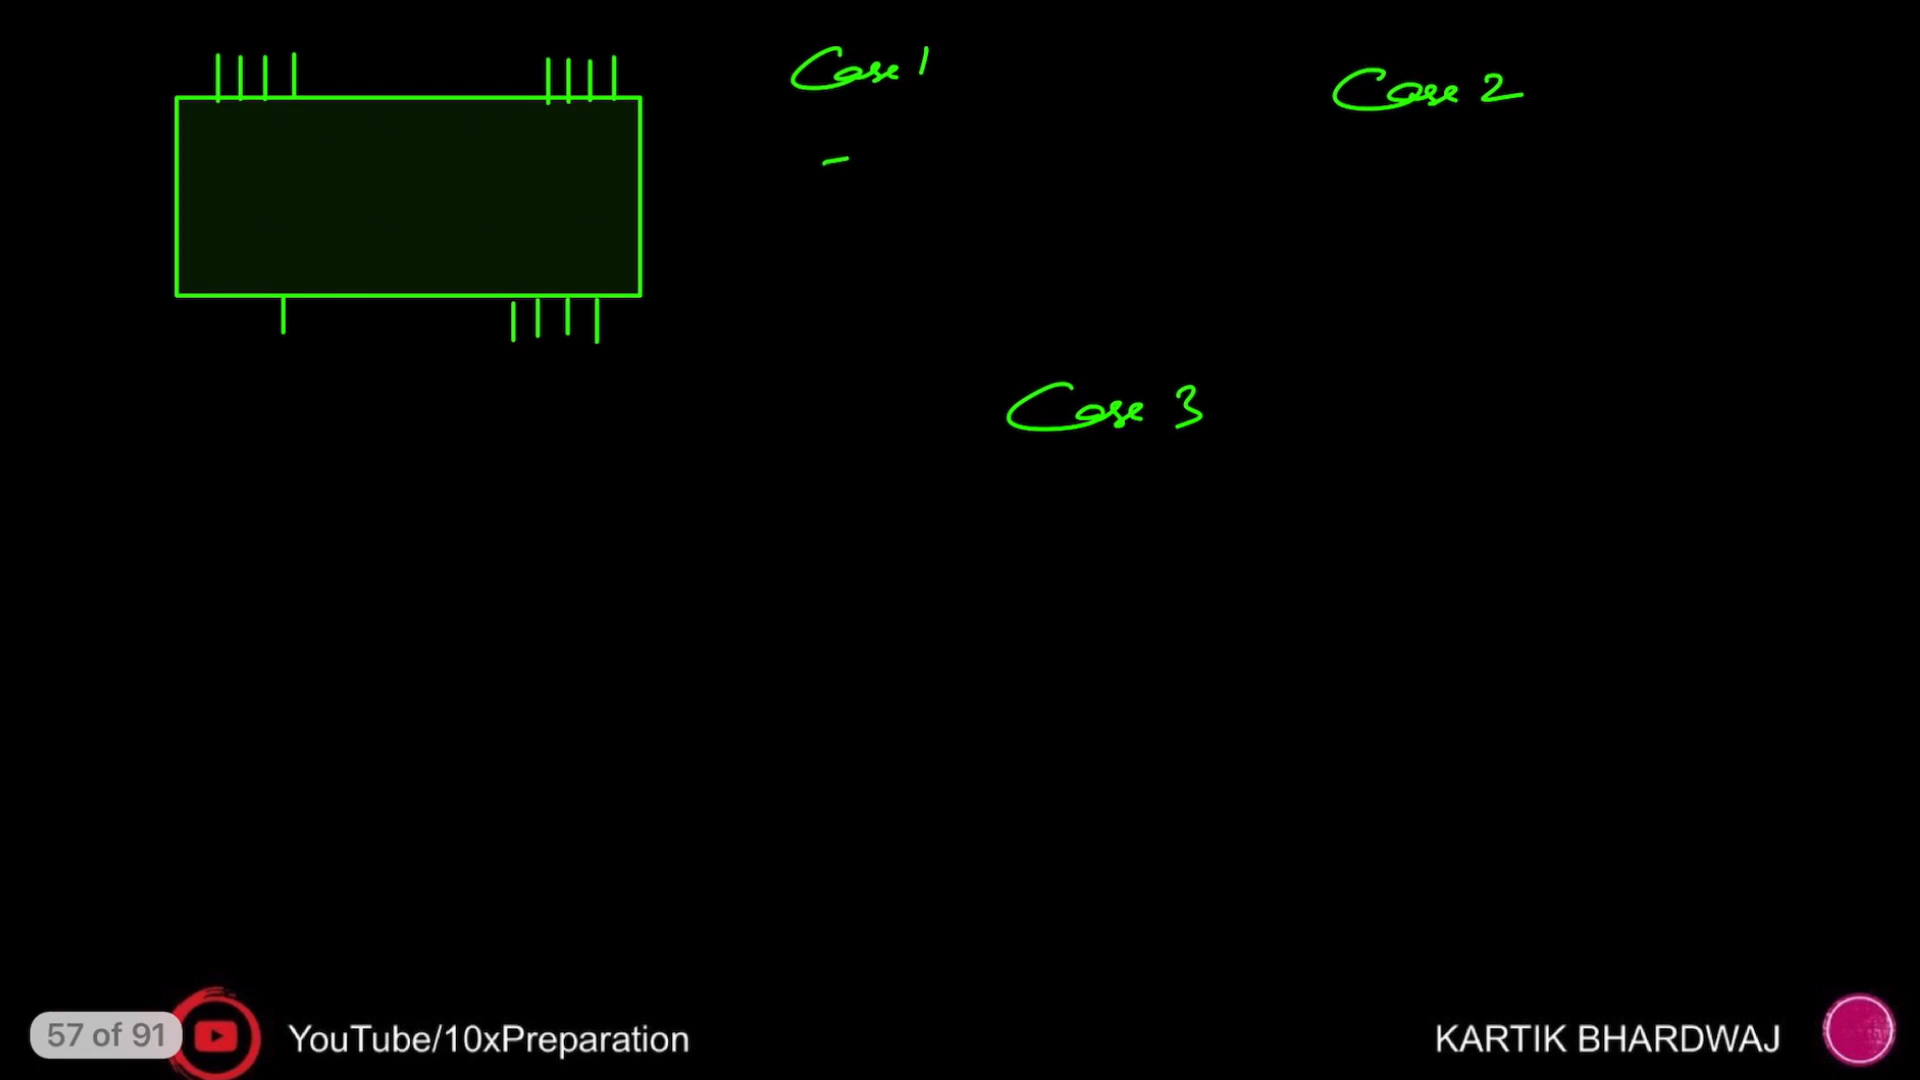 Case 1
Case 2
-
Case 3
57 of 91
YouTube/10xPreparation
KARTIK BHARDWAJ